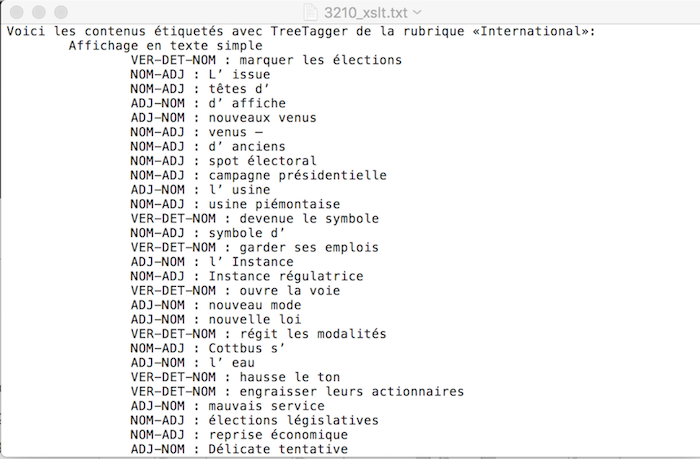 3210_xslt.txt
Voici les contenus étiquetés avec TreeTagger de la rubrique «International»:
Affichage en texte simple
VER-DET-NOM : marquer les élections
NOM-ADJ : L’ issue
NOM-ADJ : têtes d’
ADJ-NOM : d’ affiche
ADJ-NOM : nouveaux venus
NOM-ADJ : venus –
NOM-ADJ : d’ anciens
NOM-ADJ : spot électoral
NOM-ADJ : campagne présidentielle
ADJ-NOM : l’ usine
NOM-ADJ : usine piémontaise
VER-DET-NOM : devenue le symbole
NOM-ADJ : symbole d’
VER-DET-NOM : garder ses emplois
ADJ-NOM : l’ Instance
NOM-ADJ : Instance régulatrice
VER-DET-NOM : ouvre la voie
ADJ-NOM : nouveau mode
ADJ-NOM : nouvelle loi
VER-DET-NOM : régit les modalités
NOM-ADJ : Cottbus s’
ADJ-NOM : l’ eau
VER-DET-NOM : hausse le ton
VER-DET-NOM : engraisser leurs actionnaires
ADJ-NOM : mauvais service
NOM-ADJ : élections législatives
NOM-ADJ : reprise économique
ADJ-NOM : Délicate tentative